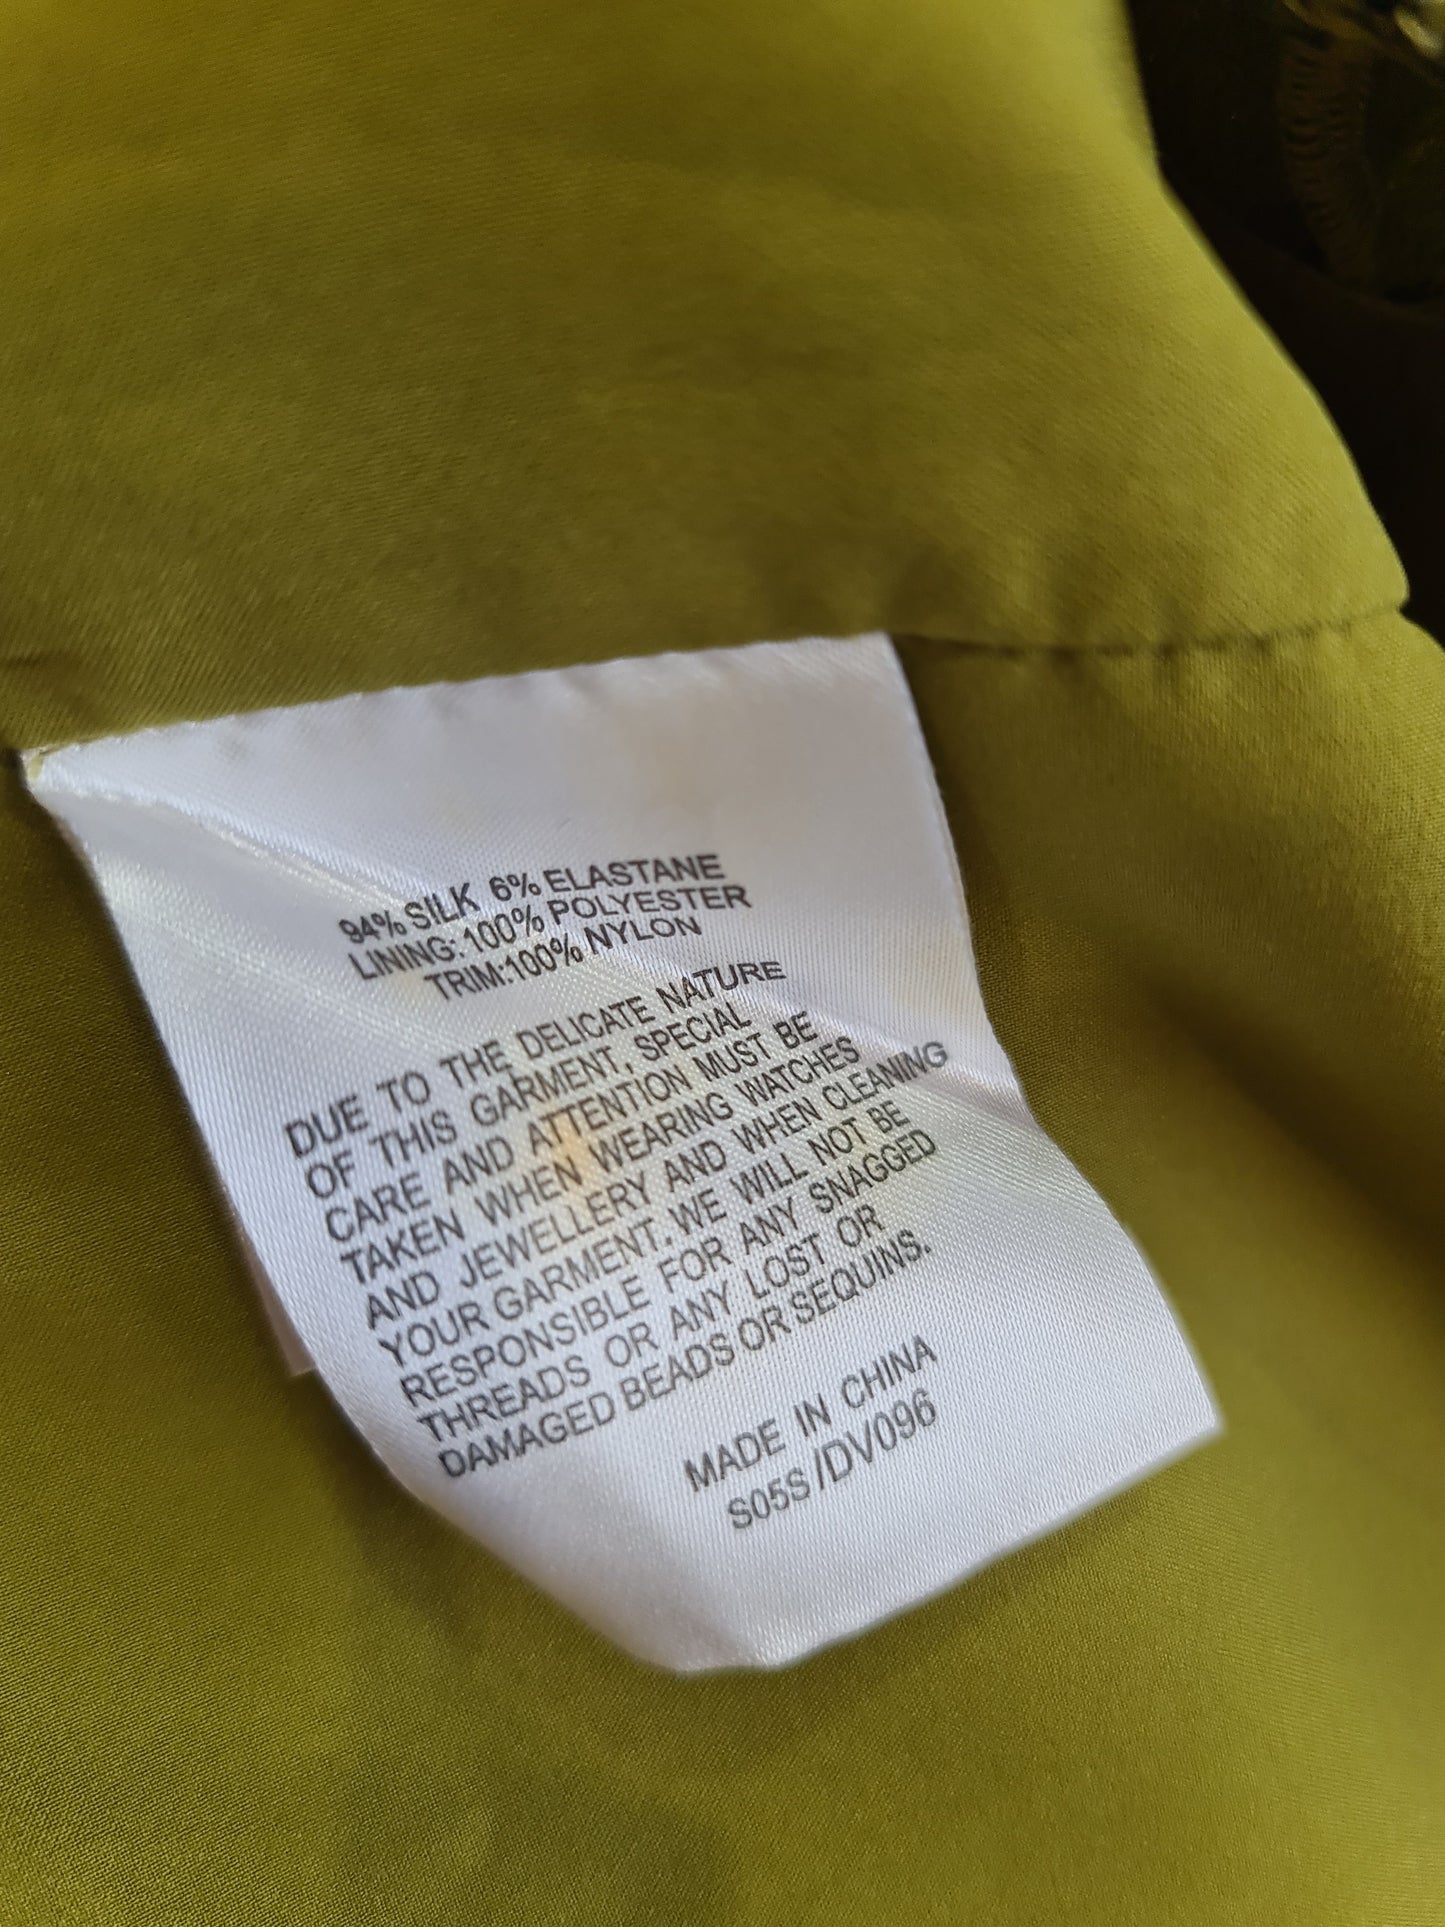 94% SILK 6% ELASTANE
LINING:100% POLYESTER
TRIM:100% NYLON
DUE TO THE DELICATE NATURE
OF THIS GARMENT, SPECIAL
CARE AND ATTENTION MUST BE
TAKEN WHEN WEARING WATCHES
AND JEWELLERY AND WHEN CLEANING
YOUR GARMENT. WE WILL NOT BE
RESPONSIBLE FOR ANY SNAGGED
THREADS OR ANY LOST OR
DAMAGED BEADS OR SEQUINS.
MADE IN CHINA
S05S/DV096